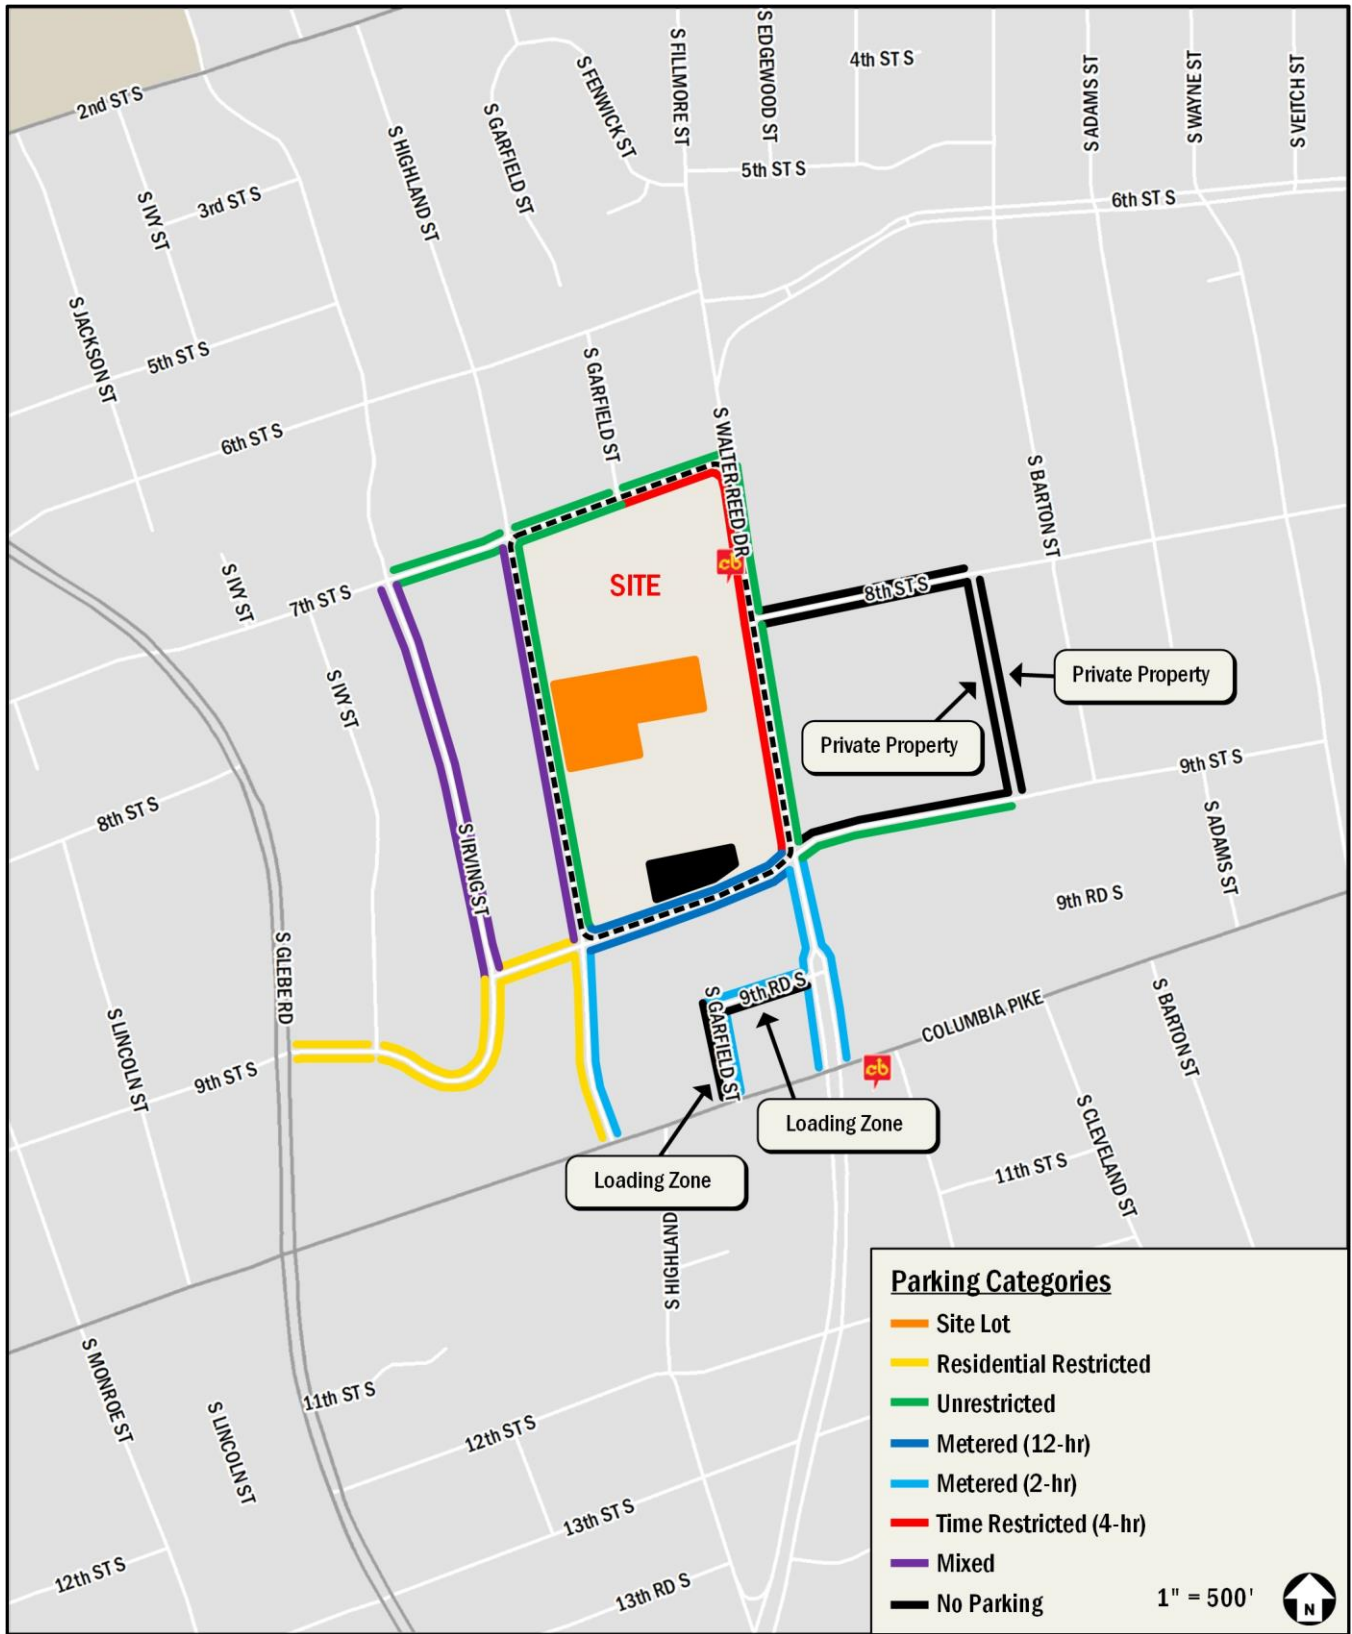 S FILLMORE ST
S EDGEWOOD ST
4th ST S
S FENWICK ST
S ADAMS ST
S WAYNE ST
S VEITCH ST
2nd ST S
S GARFIELD ST
S HIGHLAND ST
5th ST S
3rd ST S
S IVY ST
6th ST S
S JACKSON ST
5th ST S
S GARFIELD ST
S WALTER REED DR
6th ST S
S BARTON ST
S IVY ST
7th ST S
SITE
cb
8th ST S
Private Property
S IVY ST
Private Property
9th ST S
8th ST S
S IRVING ST
S ADAMS ST
9th RD S
S GLEBE RD
9th RD S
S GARFIELD ST
COLUMBIA PIKE
S BARTON ST
S LINCOLN ST
9th ST S
cb
Loading Zone
S CLEVELAND ST
Loading Zone
11th ST S
S HIGHLAND
S MONROE ST
11th ST S
S LINCOLN ST
12th ST S
13th ST S
12th ST S
13th RD S
Parking Categories
Site Lot
Residential Restricted
Unrestricted
Metered (12-hr)
Metered (2-hr)
Time Restricted (4-hr)
Mixed
No Parking
1" = 500'
N